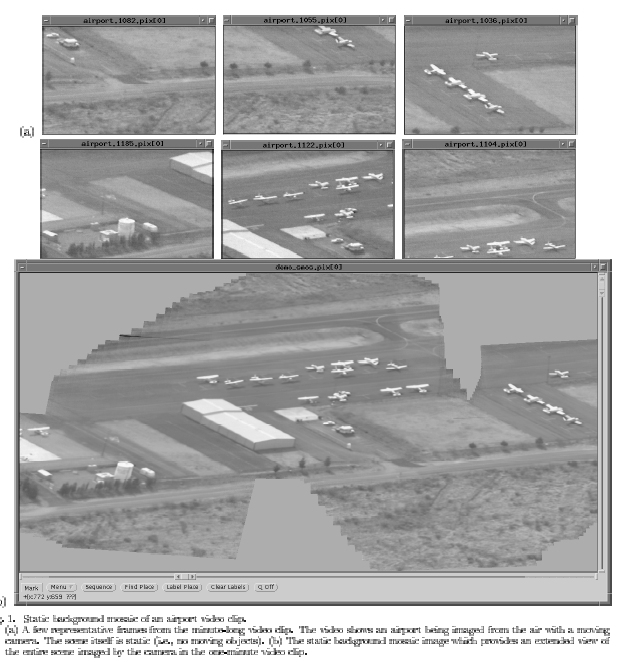 airport.1082.pix[0]
airport.1055.pix[0]
airport.1036.pix[0]
(a)
airport.1185.pix[0]
airport.1122.pix[0]
airport.1104.pix[0]
demo_smos.pix[0]
Mark Menu Sequence Find Place Label Place Clear Labels Q Off
x:772 y:659 ???
)
g. 1. Static background mosaic of an airport video clip.
(a) A few representative frames from the minute-long video clip. The video shows an airport being imaged from the air with a moving
camera. The scene itself is static (i.e., no moving objects). (b) The static background mosaic image which provides an extended view of
the entire scene imaged by the camera in the one-minute video clip.